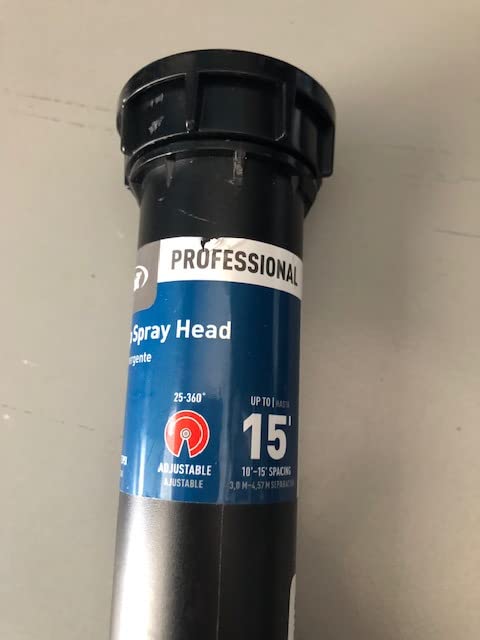 PROFESSIONAL
Spray Head
25-360°
ADJUSTABLE
AJUSTABLE
UP TO | HASTA
15'
10'-15' SPACING
3,0 M-4,57 M SEPARACIÓN